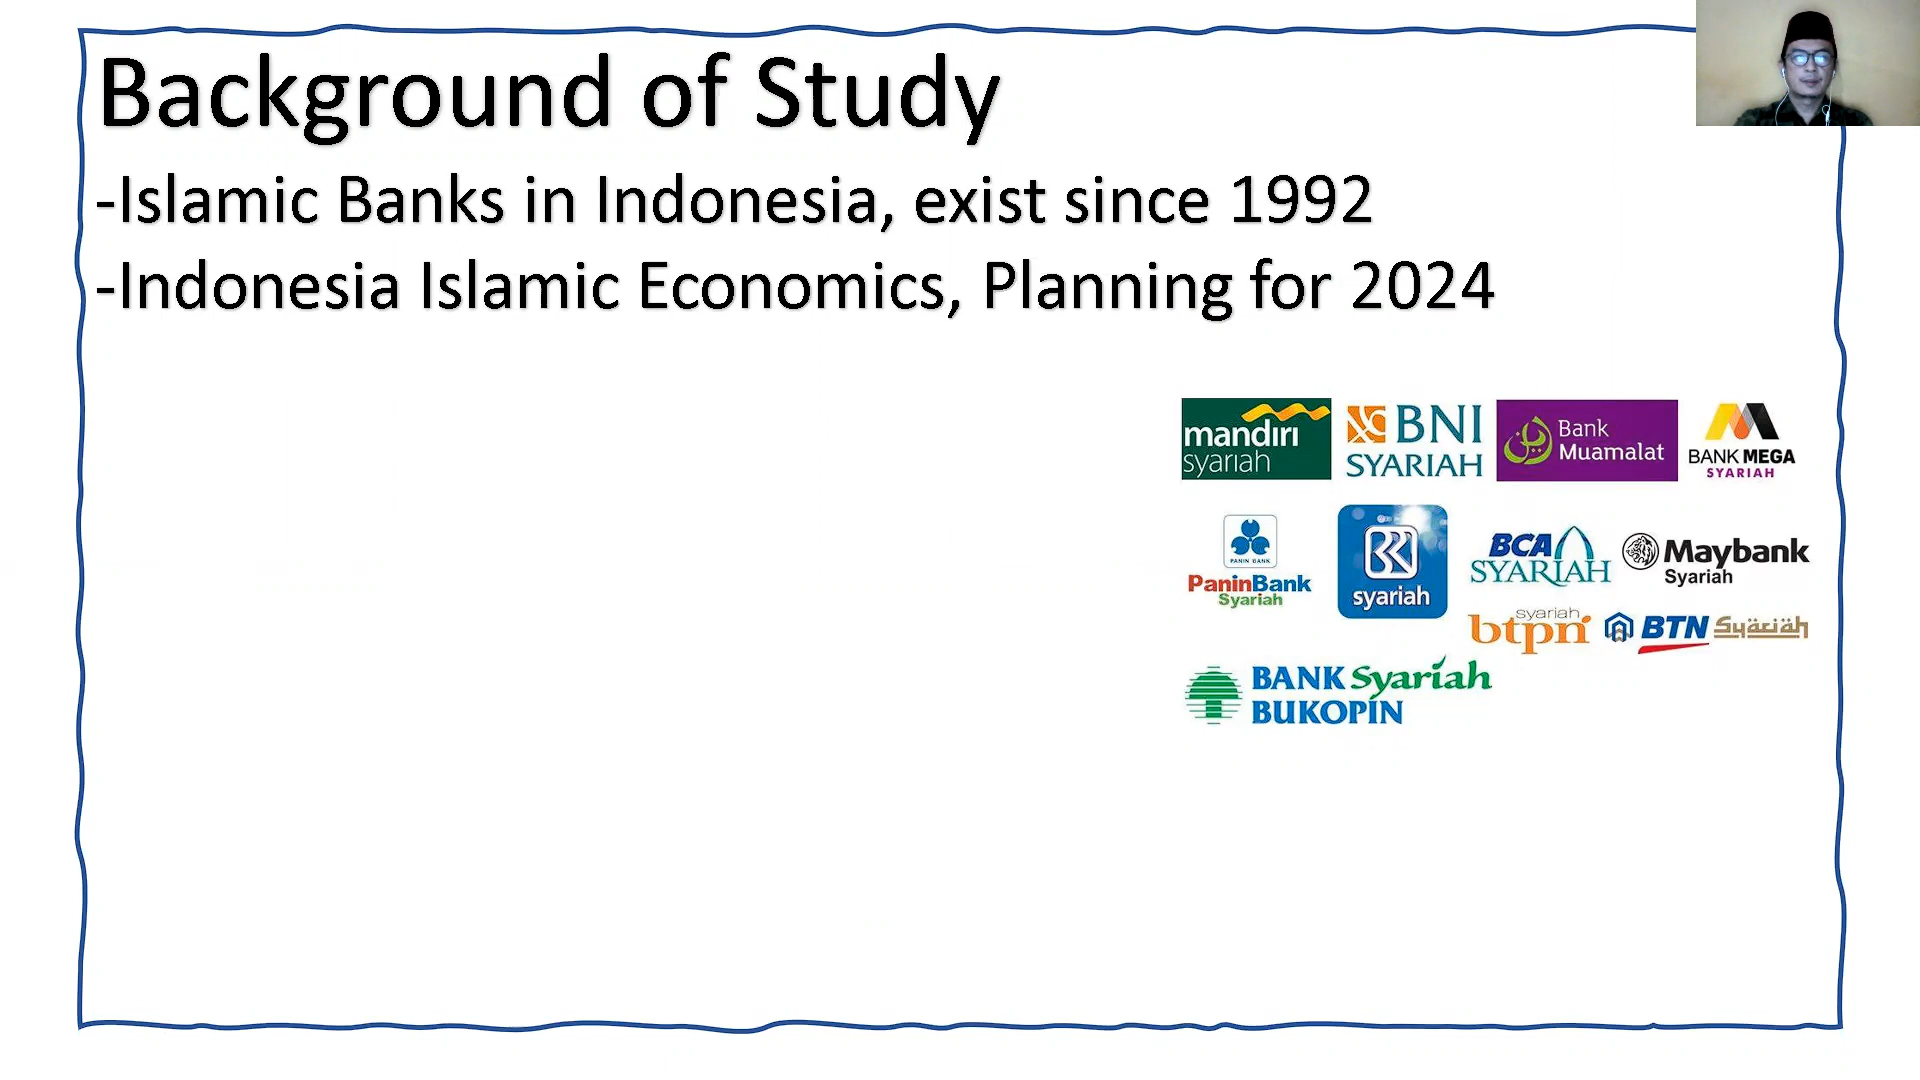 Background of Study
-Islamic Banks in Indonesia, exist since 1992
-Indonesia Islamic Economics, Planning for 2024
mandiri
syariah
BNI
SYARIAH
Bank
Muamalat
BANK MEGA
SYARIAH
PANIN BANK
PaninBank
Syariah
syariah
BCA
SYARIAH
Maybank
Syariah
syariah
btpn
BTN Syariah
BANK Syariah
BUKOPIN